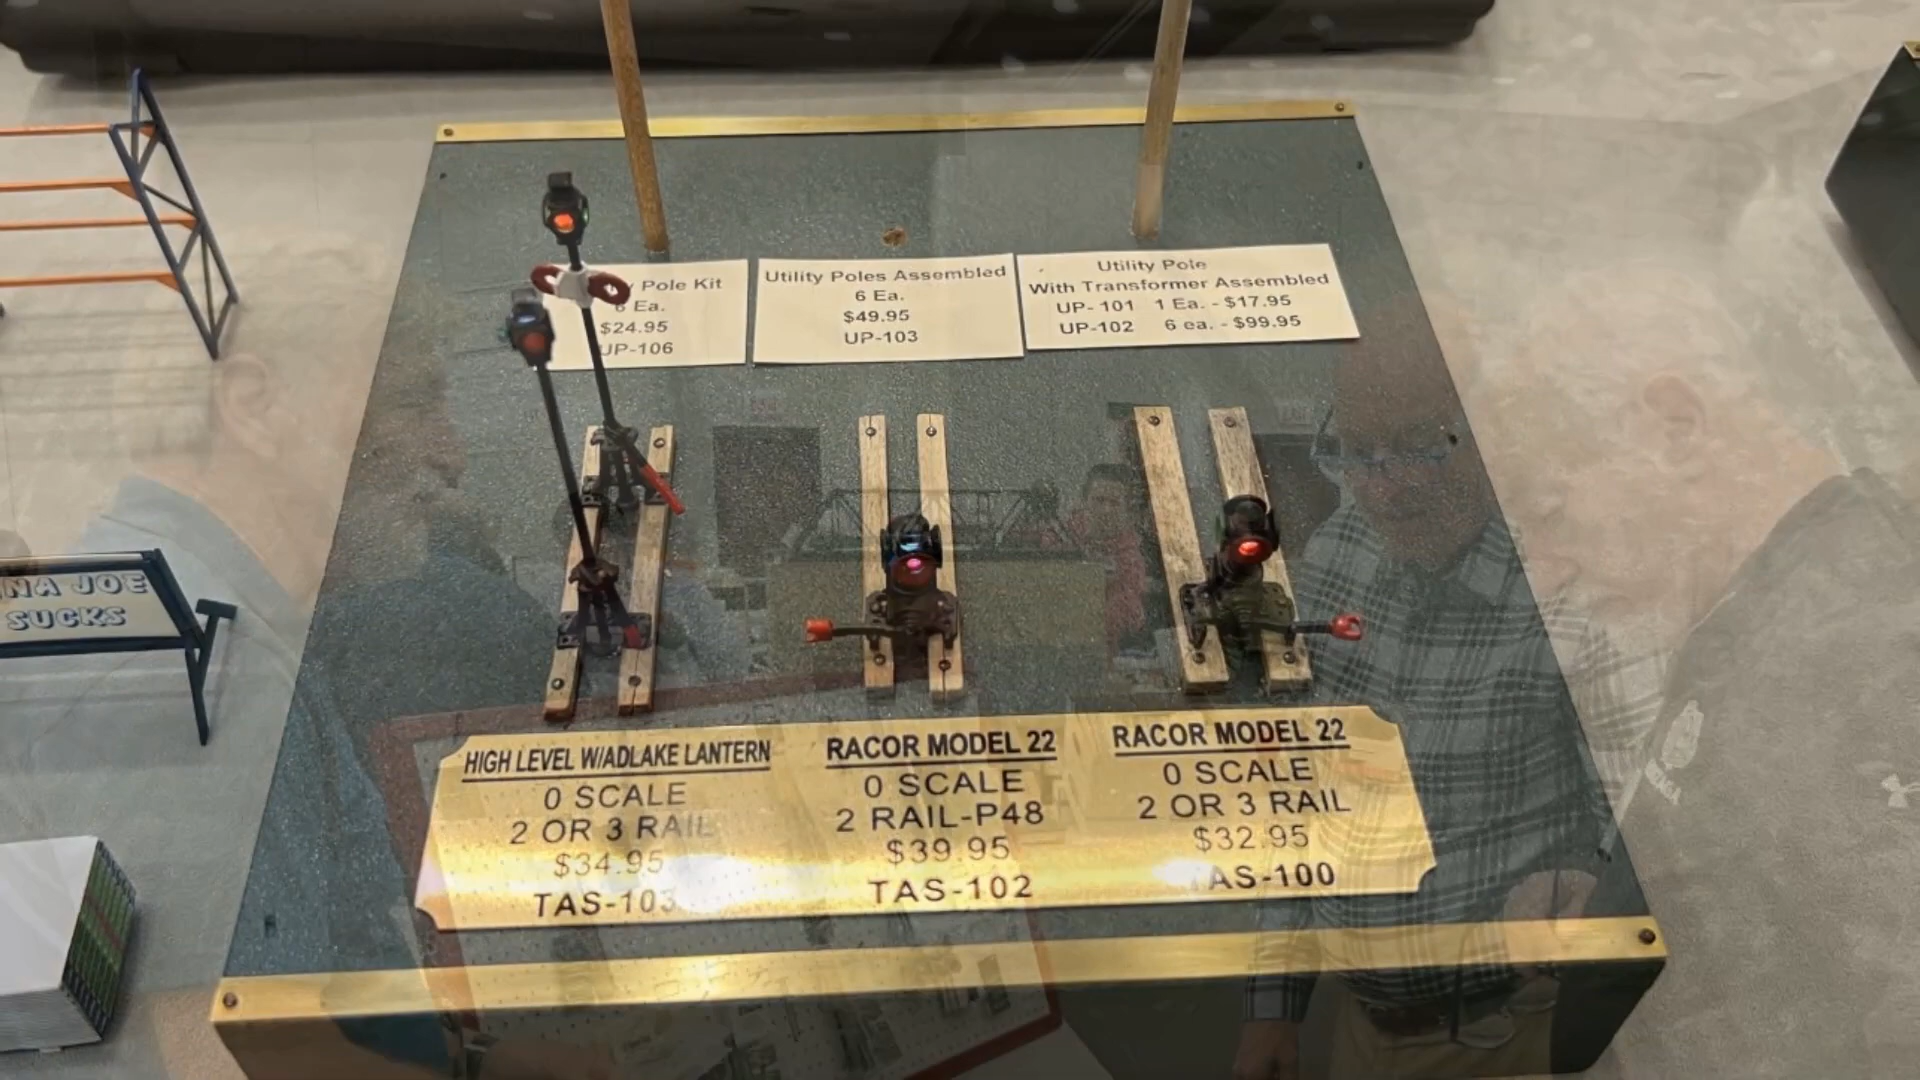 Pole Kit
6 Ea.
$24.95
UP-106
Utility Poles Assembled
6 Ea.
$49.95
UP-103
Utility Pole
With Transformer Assembled
UP- 101 1 Ea. - $17.95
UP-102 6 ea. - $99.95
NA JOE
SUCKS
HIGH LEVEL W/ADLAKE LANTERN
0 SCALE
2 OR 3 RAIL
$34.95
TAS-103
RACOR MODEL 22
0 SCALE
2 RAIL-P48
$39.95
TAS-102
RACOR MODEL 22
0 SCALE
2 OR 3 RAIL
$32.95
TAS-100